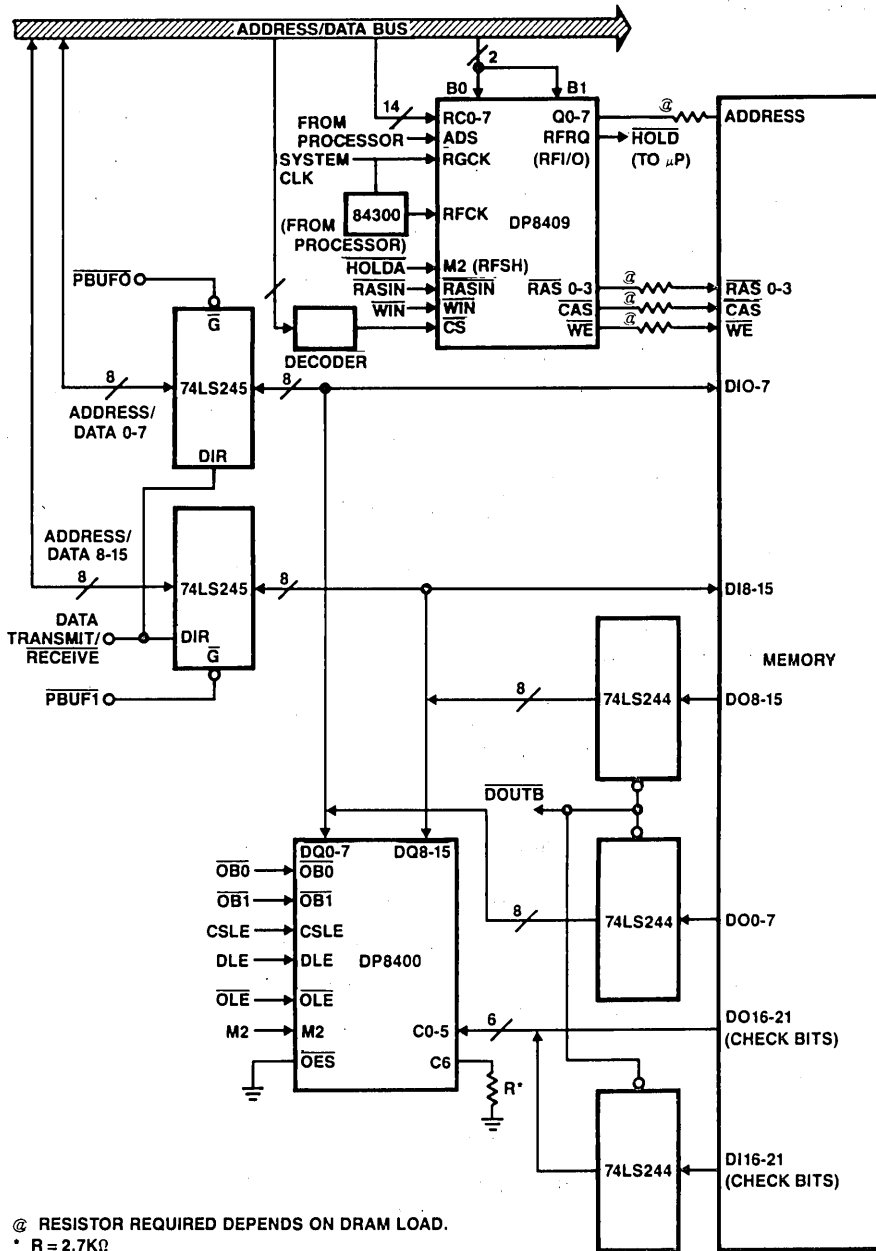 ADDRESS/DATA BUS
2
B0 B1
14
FROM
PROCESSOR
SYSTEM
CLK
RC0-7
ADS
RGCK
84300
RFCK
(FROM
PROCESSOR)
HOLDA
M2 (RFSH)
RASIN
RASIN
WIN
WIN
CS
DP8409
Q0-7
RFRQ
(RFI/O)
HOLD
(TO µP)
@
ADDRESS
RAS 0-3
@
RAS 0-3
CAS
@
CAS
WE
@
WE
DECODER
PBUFO
G
8
74LS245
8
DIO-7
ADDRESS/
DATA 0-7
DIR
ADDRESS/
DATA 8-15
8
74LS245
8
DI8-15
DATA
TRANSMIT/
RECEIVE
DIR
G
PBUF1
MEMORY
8
74LS244
DO8-15
DOUTB
DQ0-7
DQ8-15
OB0
OB0
OB1
OB1
CSLE
CSLE
DLE
DLE
DP8400
OLE
OLE
M2
M2
OES
C0-5
C6
R*
8
74LS244
DO0-7
6
DO16-21
(CHECK BITS)
74LS244
DI16-21
(CHECK BITS)
@ RESISTOR REQUIRED DEPENDS ON DRAM LOAD.
* R = 2.7KΩ